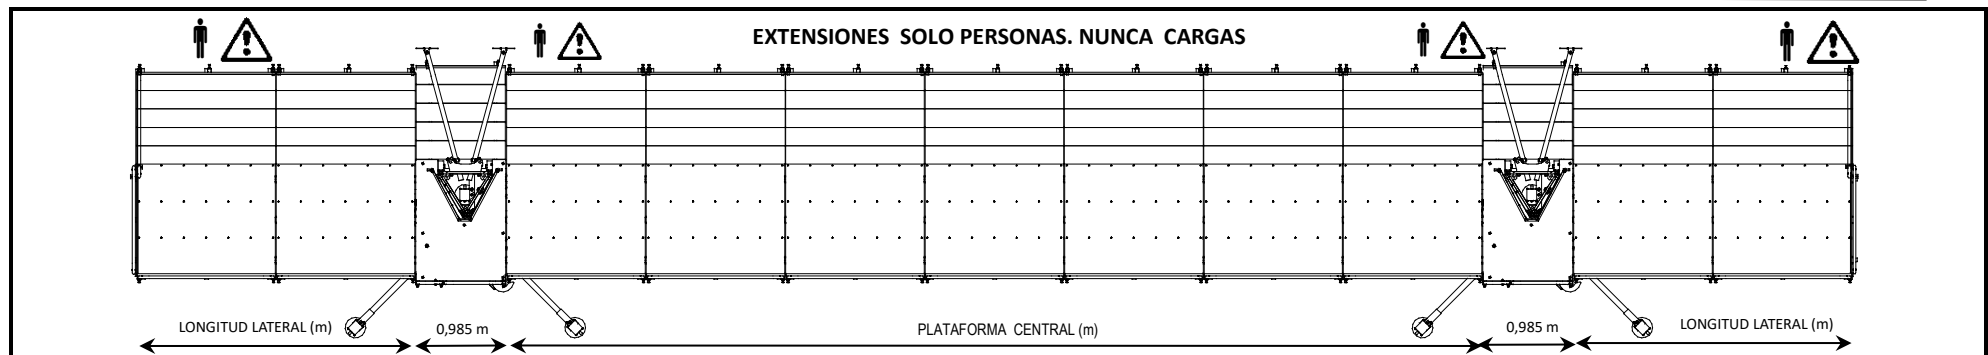 EXTENSIONES SOLO PERSONAS. NUNCA CARGAS
LONGITUD LATERAL (m)
0,985 m
PLATAFORMA CENTRAL (m)
0,985 m
LONGITUD LATERAL (m)